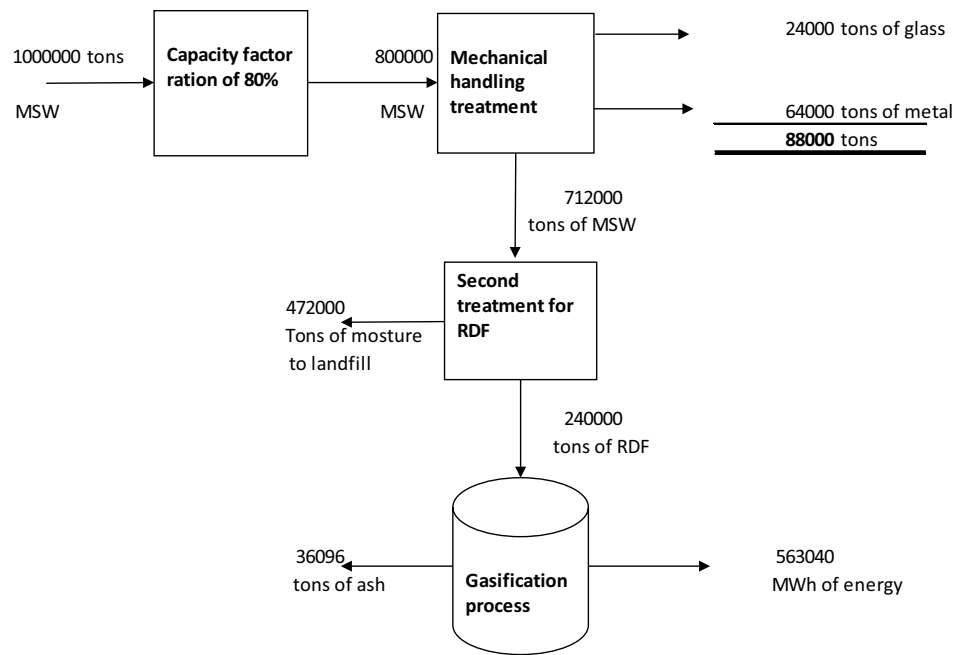 1000000 tons
MSW
Capacity factor
ration of 80%
800000
MSW
Mechanical
handling
treatment
24000 tons of glass
64000 tons of metal
88000 tons
712000
tons of MSW
Second
treatment for
RDF
472000
Tons of mosture
to landfill
240000
tons of RDF
36096
tons of ash
Gasification
process
563040
MWh of energy